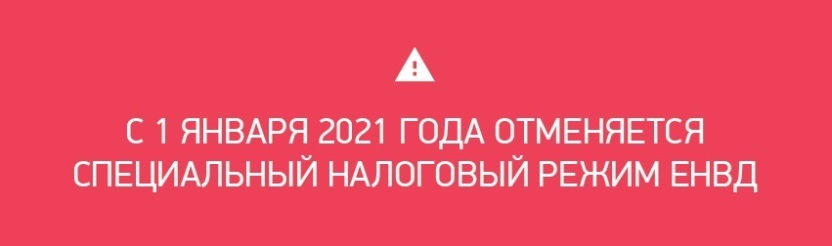 С 1 ЯНВАРЯ 2021 ГОДА ОТМЕНЯЕТСЯ
СПЕЦИАЛЬНЫЙ НАЛОГОВЫЙ РЕЖИМ ЕНВД